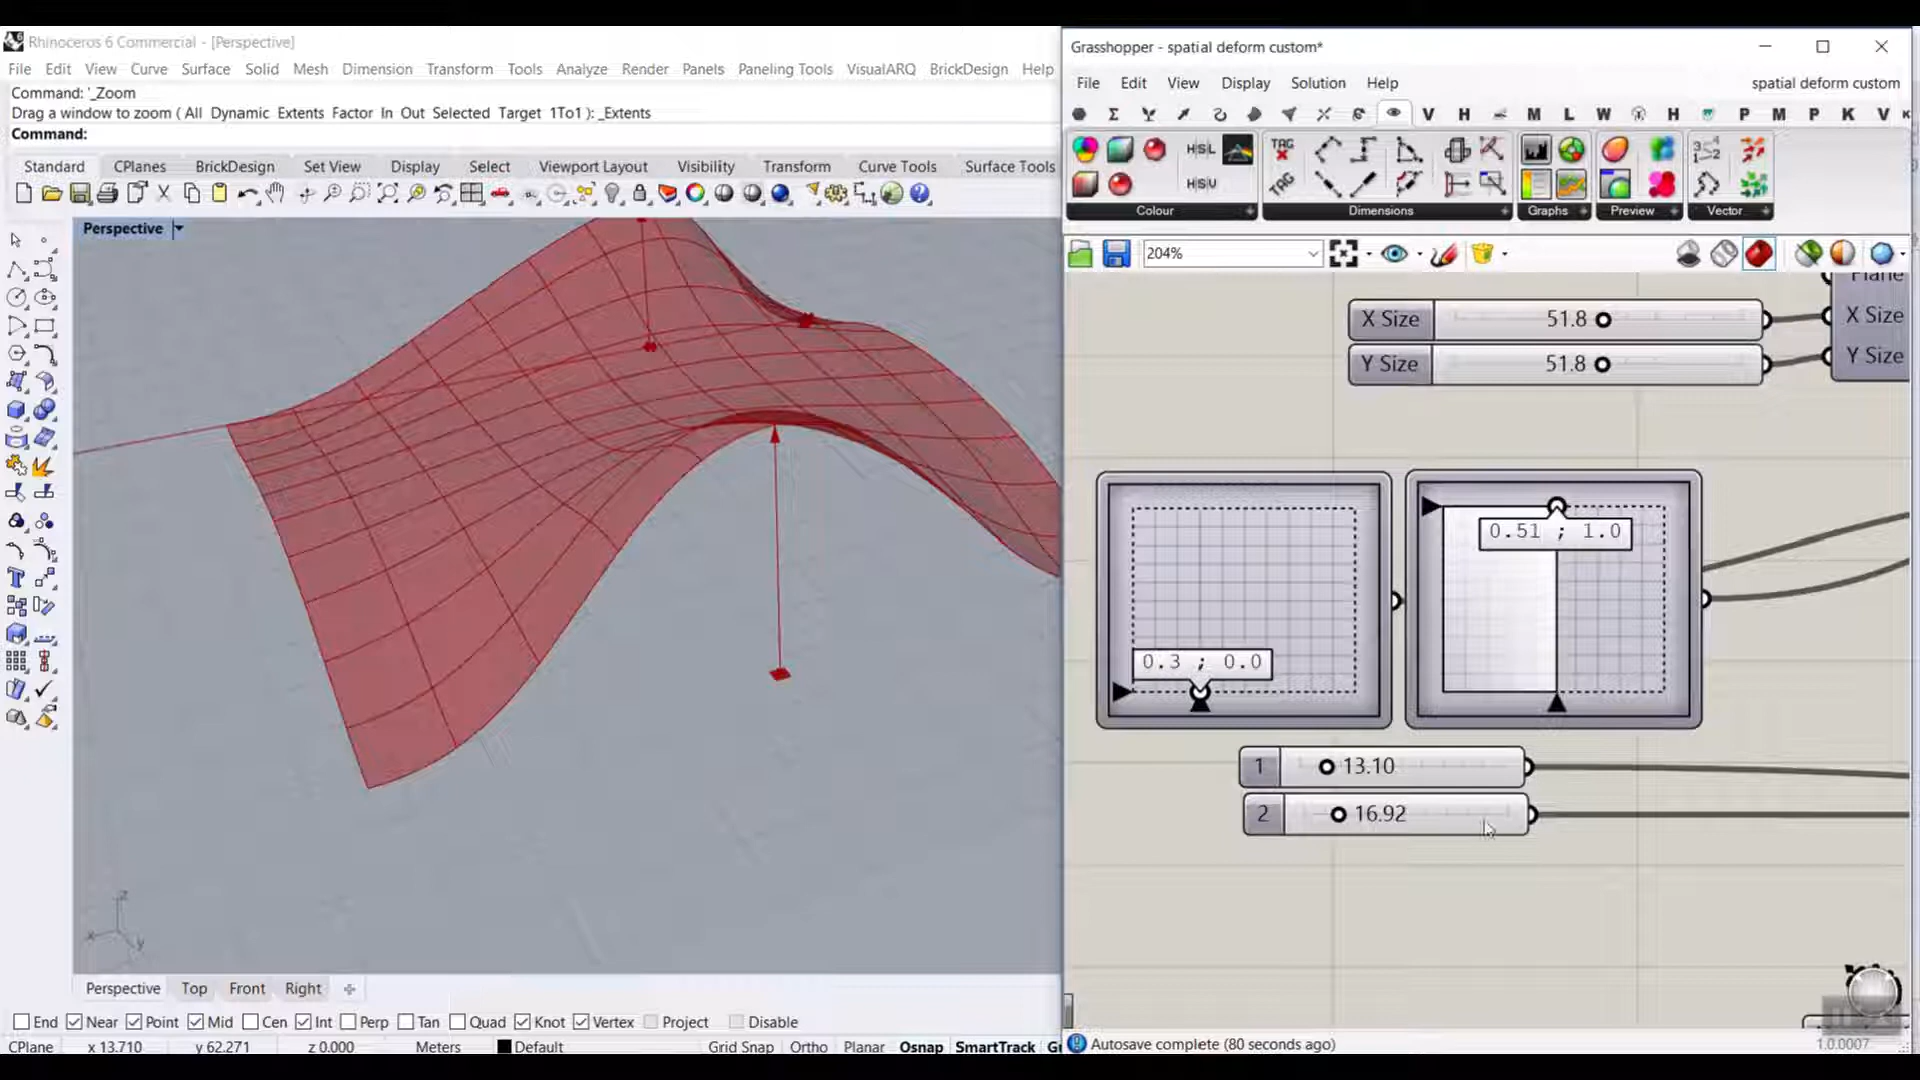 Rhinoceros 6 Commercial - [Perspective]
File Edit View Curve Surface Solid Mesh Dimension Transform Tools Analyze Render Panels Paneling Tools VisualARQ BrickDesign Help
Command: '_Zoom
Drag a window to zoom ( All Dynamic Extents Factor In Out Selected Target 1To1 ): _Extents
Command:
Standard CPlanes BrickDesign Set View Display Select Viewport Layout Visibility Transform Curve Tools Surface Tools
Perspective
z
x
y
Perspective Top Front Right
End Near Point Mid Cen Int Perp Tan Quad Knot Vertex Project Disable
CPlane x 13.710 y 62.271 z 0.000 Meters Default Grid Snap Ortho Planar Osnap SmartTrack
Grasshopper - spatial deform custom*
File Edit View Display Solution Help spatial deform custom
V H M L W H P M P K V
HSL TAG
HSV TAG
Colour Dimensions Graphs Preview Vector
204%
Plane
X Size 51.8 X Size
Y Size 51.8 Y Size
0.51 ; 1.0
0.3 ; 0.0
1 13.10
2 16.92
Autosave complete (80 seconds ago) 1.0.0007